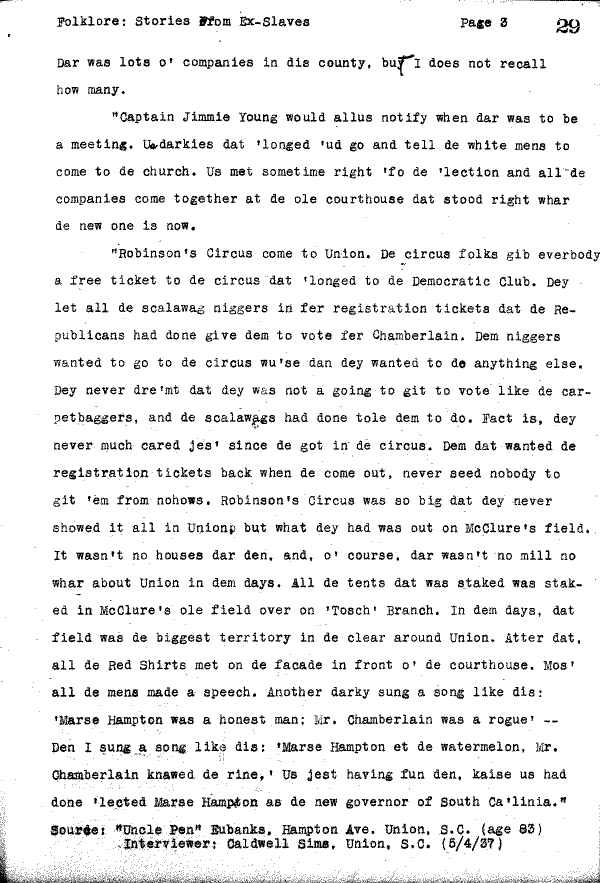 Folklore: Stories From Ex-Slaves Page 3 29
Dar was lots o' companies in dis county, but I does not recall
how many.
"Captain Jimmie Young would allus notify when dar was to be
a meeting. Us darkies dat 'longed 'ud go and tell de white mens to
come to de church. Us met sometime right 'fo de 'lection and all de
companies come together at de ole courthouse dat stood right whar
de new one is now.
"Robinson's Circus come to Union. De circus folks gib everbody
a free ticket to de circus dat 'longed to de Democratic Club. Dey
let all de scalawag niggers in fer registration tickets dat de Re-
publicans had done give dem to vote fer Chamberlain. Dem niggers
wanted to go to de circus wu'se dan dey wanted to do anything else.
Dey never dre'mt dat dey was not a going to git to vote like de car-
petbaggers, and de scalawags had done tole dem to do. Fact is, dey
never much cared jes' since de got in de circus. Dem dat wanted de
registration tickets back when de come out, never seed nobody to
git 'em from nohows. Robinson's Circus was so big dat dey never
showed it all in Union, but what dey had was out on McClure's field.
It wasn't no houses dar den, and, o' course, dar wasn't no mill no
whar about Union in dem days. All de tents dat was staked was stak-
ed in McClure's ole field over on 'Tosch' Branch. In dem days, dat
field was de biggest territory in de clear around Union. Atter dat,
all de Red Shirts met on de facade in front o' de courthouse. Mos'
all de mens made a speech. Another darky sung a song like dis:
'Marse Hampton was a honest man; Mr. Chamberlain was a rogue' --
Den I sung a song like dis: 'Marse Hampton et de watermelon, Mr.
Chamberlain knawed de rine,' Us jest having fun den, kaise us had
done 'lected Marse Hampton as de new governor of South Ca'linia."
Source: "Uncle Pen" Eubanks, Hampton Ave. Union, S.C. (age 83)
Interviewer: Caldwell Sims, Union, S.C. (5/4/37)